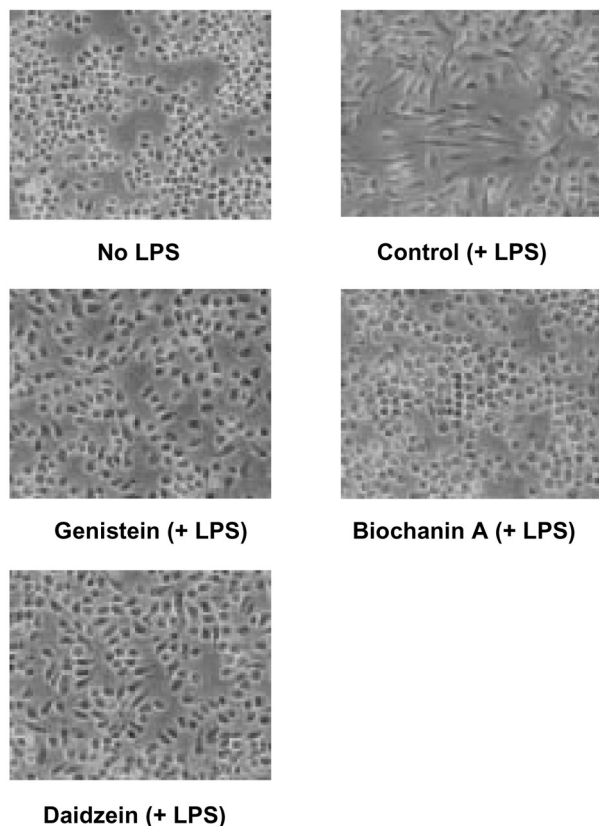 No LPS
Control (+ LPS)
Genistein (+ LPS)
Biochanin A (+ LPS)
Daidzein (+ LPS)